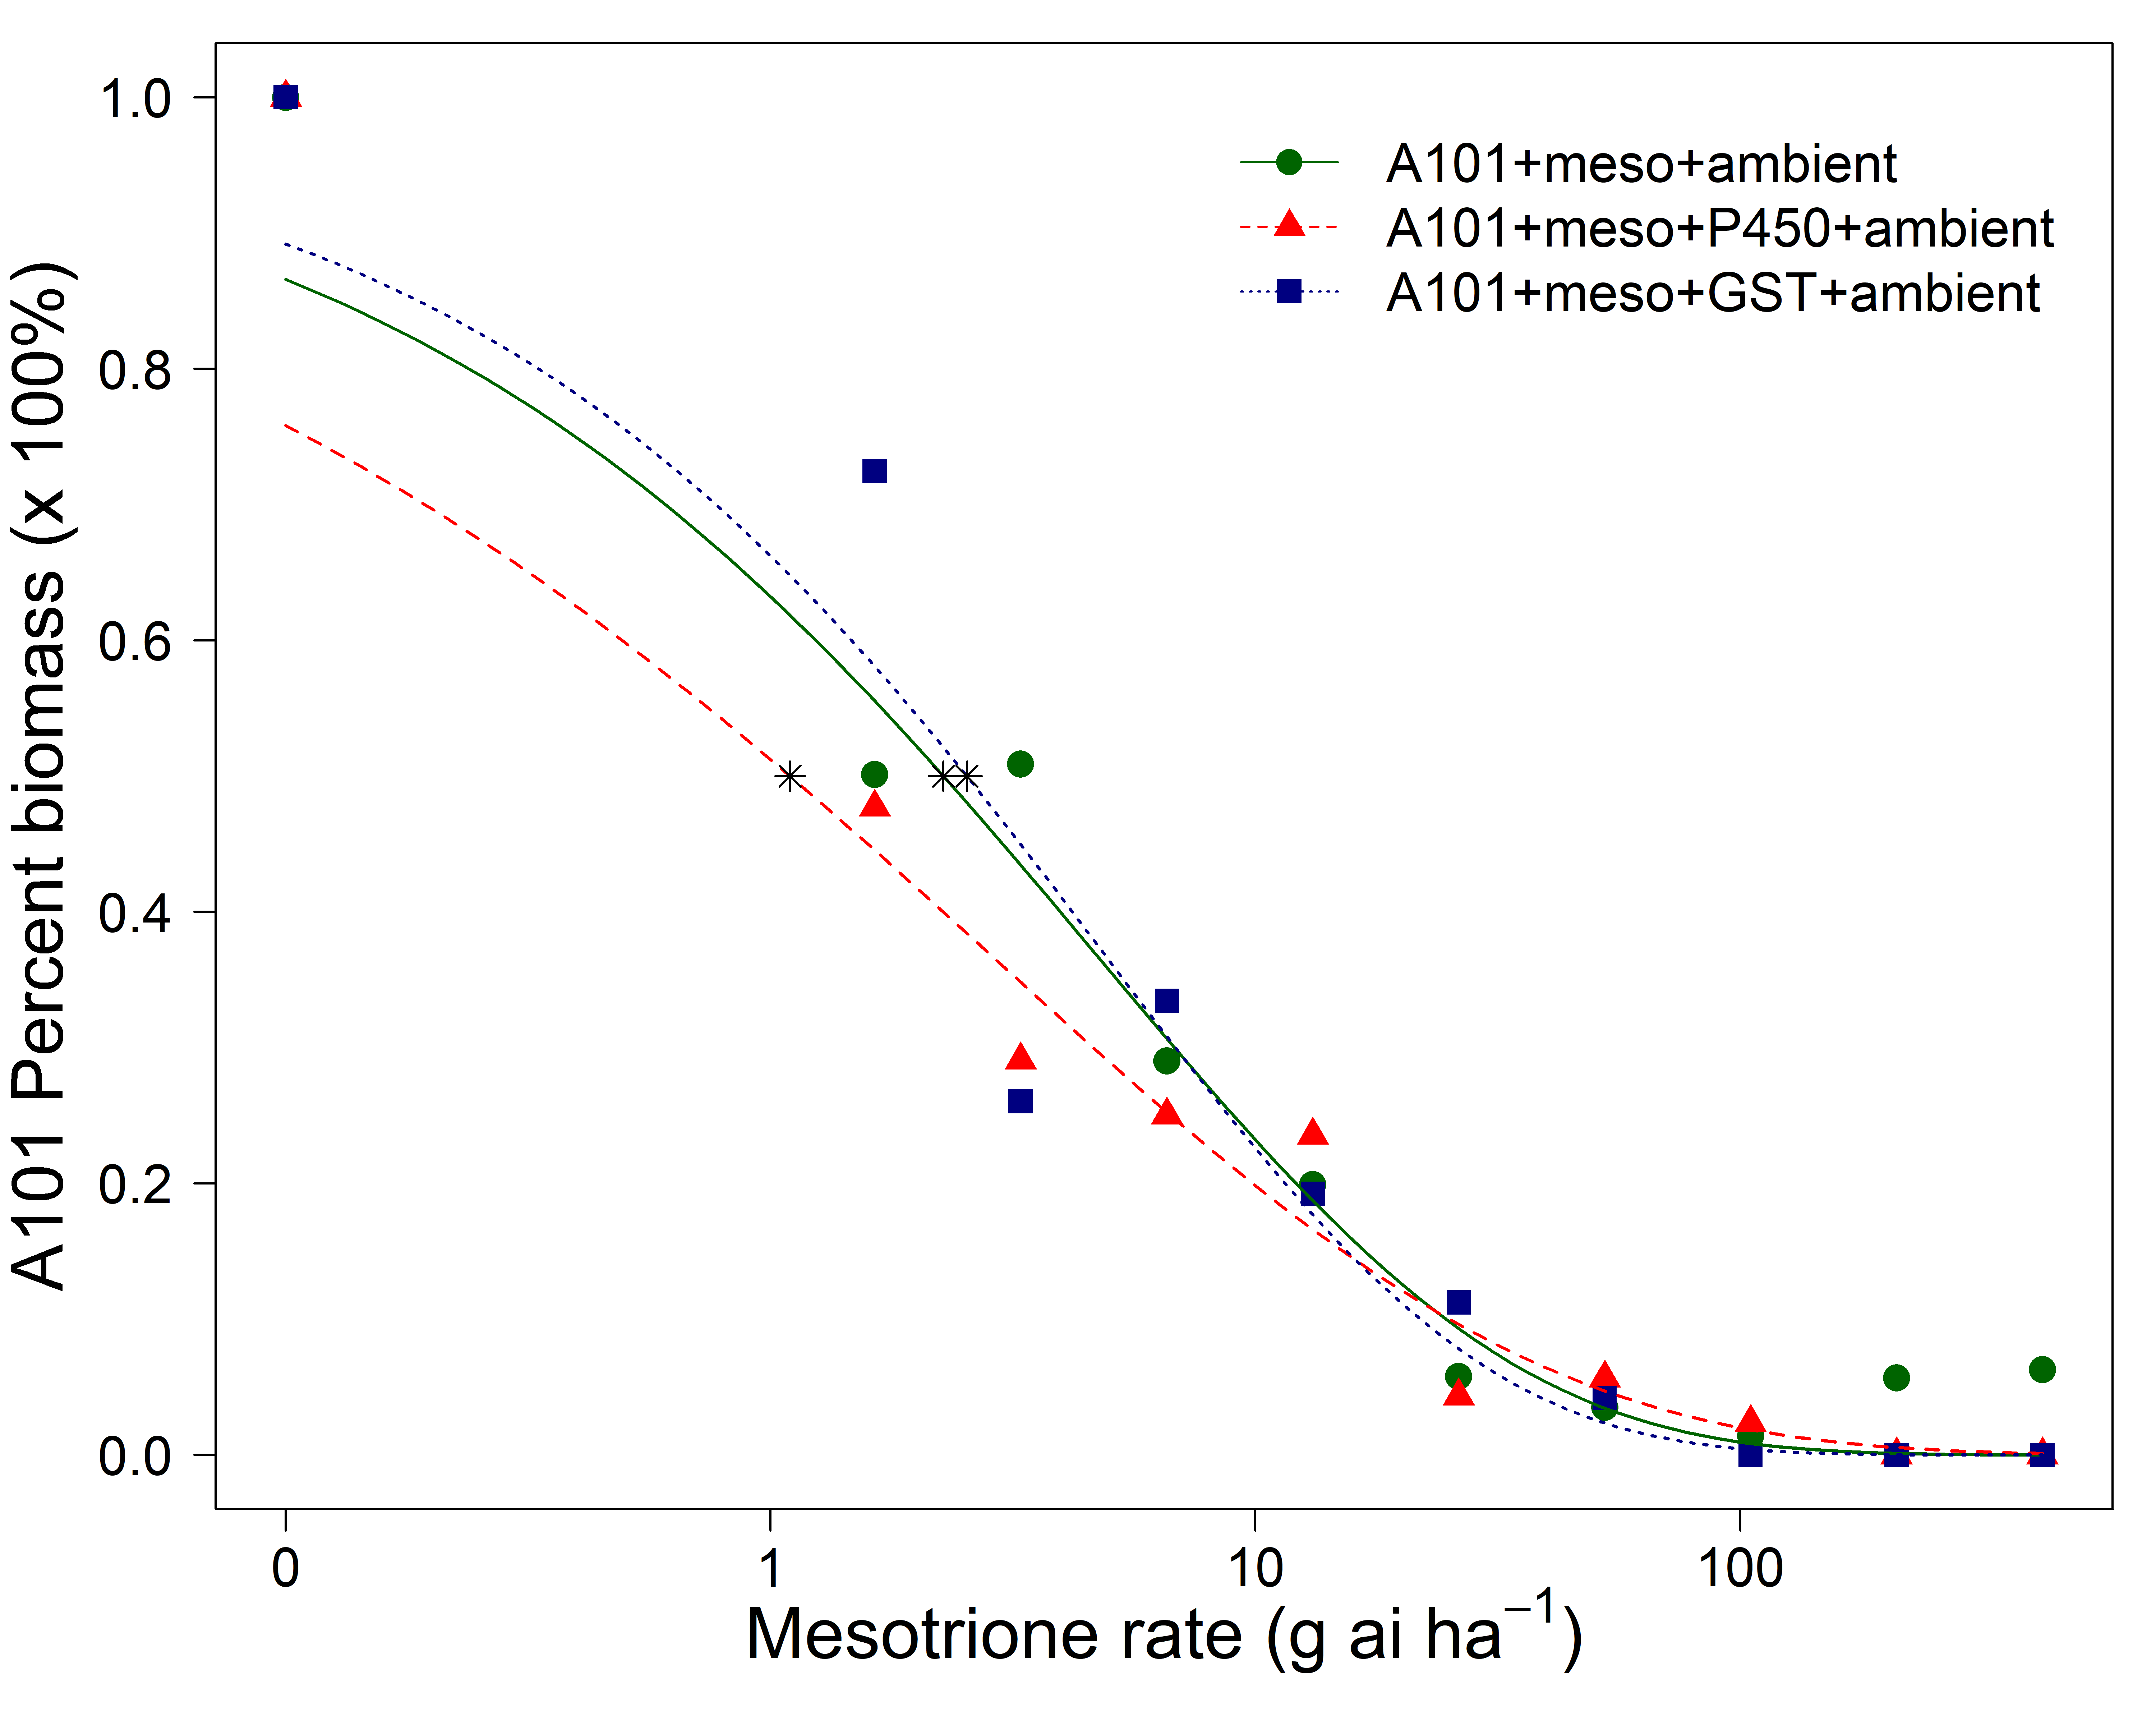 A101+meso+ambient
A101+meso+P450+ambient
A101+meso+GST+ambient
A101 Percent biomass (x 100%)
1.0
0.8
0.6
0.4
0.2
0.0
0 1 10 100
Mesotrione rate (g ai ha⁻¹)